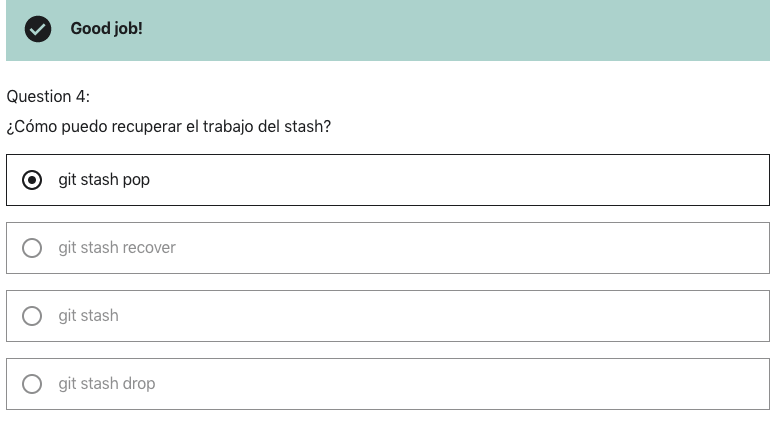 Good job!
Question 4:
¿Cómo puedo recuperar el trabajo del stash?
git stash pop
git stash recover
git stash
git stash drop